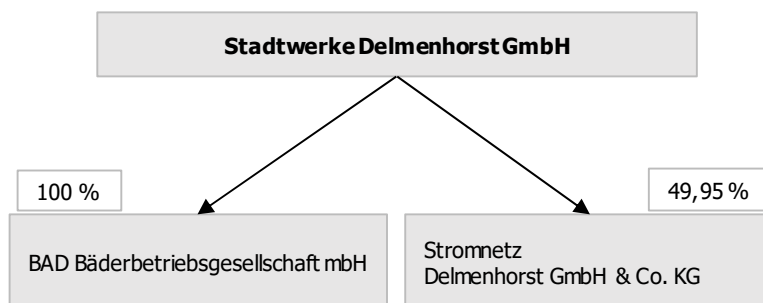 Stadtwerke Delmenhorst GmbH
100 %
49,95 %
BAD Bäderbetriebsgesellschaft mbH
Stromnetz
Delmenhorst GmbH & Co. KG